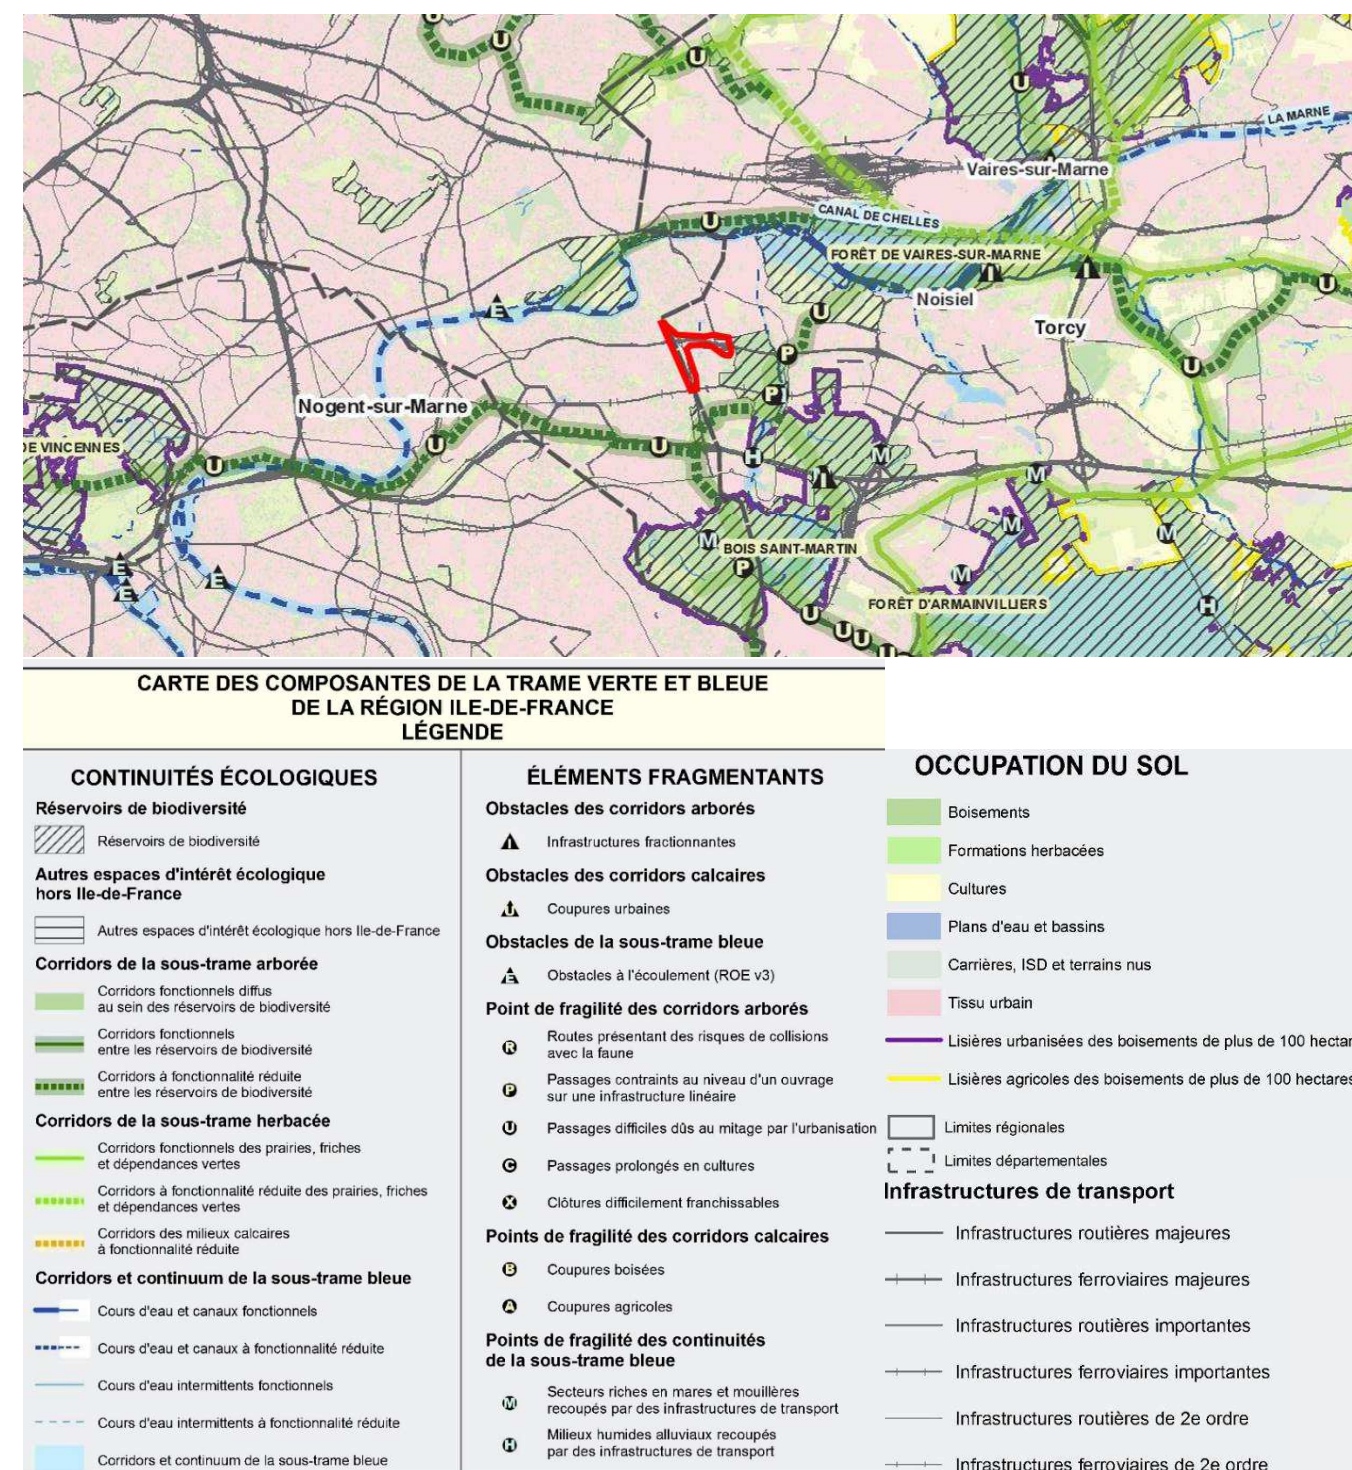 U
U
U
U
LA MARNE
Vaires-sur-Marne
U
CANAL DE CHELLES
FORÊT DE VAIRES-SUR-MARNE
I
I
Noisiel
U
E
U
Torcy
P
U
P
Nogent-sur-Marne
DE VINCENNES
U
U
U
H
M
I
M
M
M
M
BOIS SAINT-MARTIN
P
E
E
E
M
FORÊT D'ARMAINVILLIERS
H
U
U
U
U
CARTE DES COMPOSANTES DE LA TRAME VERTE ET BLEUE
DE LA RÉGION ILE-DE-FRANCE
LÉGENDE
CONTINUITÉS ÉCOLOGIQUES
Réservoirs de biodiversité
Réservoirs de biodiversité
Autres espaces d'intérêt écologique
hors Ile-de-France
Autres espaces d'intérêt écologique hors Ile-de-France
Corridors de la sous-trame arborée
Corridors fonctionnels diffus
au sein des réservoirs de biodiversité
Corridors fonctionnels
entre les réservoirs de biodiversité
Corridors à fonctionnalité réduite
entre les réservoirs de biodiversité
Corridors de la sous-trame herbacée
Corridors fonctionnels des prairies, friches
et dépendances vertes
Corridors à fonctionnalité réduite des prairies, friches
et dépendances vertes
Corridors des milieux calcaires
à fonctionnalité réduite
Corridors et continuum de la sous-trame bleue
Cours d'eau et canaux fonctionnels
Cours d'eau et canaux à fonctionnalité réduite
Cours d'eau intermittents fonctionnels
Cours d'eau intermittents à fonctionnalité réduite
Corridors et continuum de la sous-trame bleue
ÉLÉMENTS FRAGMENTANTS
Obstacles des corridors arborés
I Infrastructures fractionnantes
Obstacles des corridors calcaires
U Coupures urbaines
Obstacles de la sous-trame bleue
E Obstacles à l'écoulement (ROE v3)
Point de fragilité des corridors arborés
R Routes présentant des risques de collisions
avec la faune
P Passages contraints au niveau d'un ouvrage
sur une infrastructure linéaire
U Passages difficiles dûs au mitage par l'urbanisation
C Passages prolongés en cultures
X Clôtures difficilement franchissables
Points de fragilité des corridors calcaires
B Coupures boisées
A Coupures agricoles
Points de fragilité des continuités
de la sous-trame bleue
M Secteurs riches en mares et mouillères
recoupés par des infrastructures de transport
H Milieux humides alluviaux recoupés
par des infrastructures de transport
OCCUPATION DU SOL
Boisements
Formations herbacées
Cultures
Plans d'eau et bassins
Carrières, ISD et terrains nus
Tissu urbain
Lisières urbanisées des boisements de plus de 100 hectar
Lisières agricoles des boisements de plus de 100 hectares
Limites régionales
Limites départementales
Infrastructures de transport
Infrastructures routières majeures
Infrastructures ferroviaires majeures
Infrastructures routières importantes
Infrastructures ferroviaires importantes
Infrastructures routières de 2e ordre
Infrastructures ferroviaires de 2e ordre